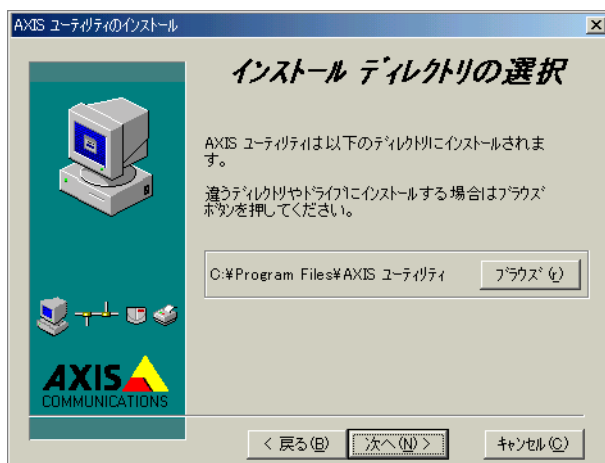 AXIS ユーティリティのインストール
インストール ディレクトリの選択
AXIS ユーティリティは以下のディレクトリにインストールされま
す。
違うディレクトリやドライブにインストールする場合はブラウズ
ボタンを押してください。
C:¥Program Files¥AXIS ユーティリティ
ブラウズ(r)
AXIS
COMMUNICATIONS
< 戻る(B)
次へ(N) >
キャンセル(C)